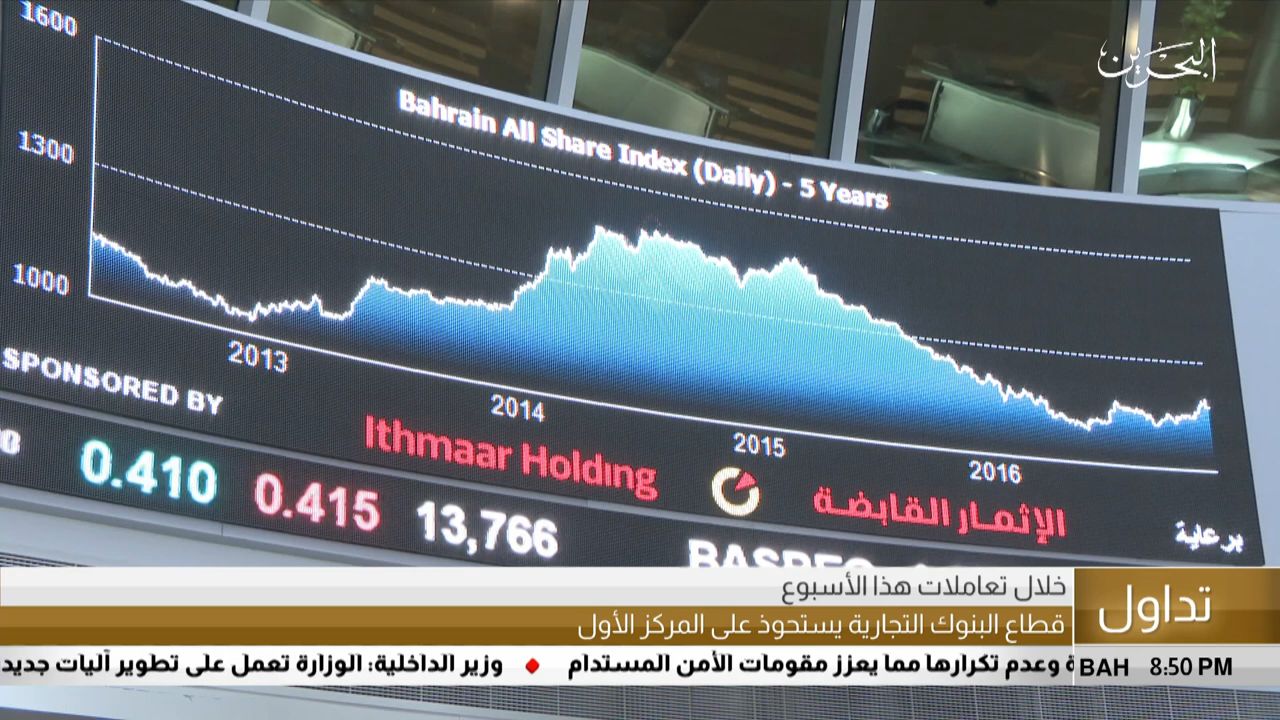 البحرين
1600
Bahrain All Share Index (Daily) - 5 Years
1300
1000
2013
2014
2015
2016
SPONSORED BY
Ithmaar Holding
الإثمار القابضة
برعاية
0.410 0.415 13,766
تداول
خلال تعاملات هذا الأسبوع
قطاع البنوك التجارية يستحوذ على المركز الأول
BAH 8:50 PM
وعدم تكرارها مما يعزز مقومات الأمن المستدام
وزير الداخلية: الوزارة تعمل على تطوير آليات